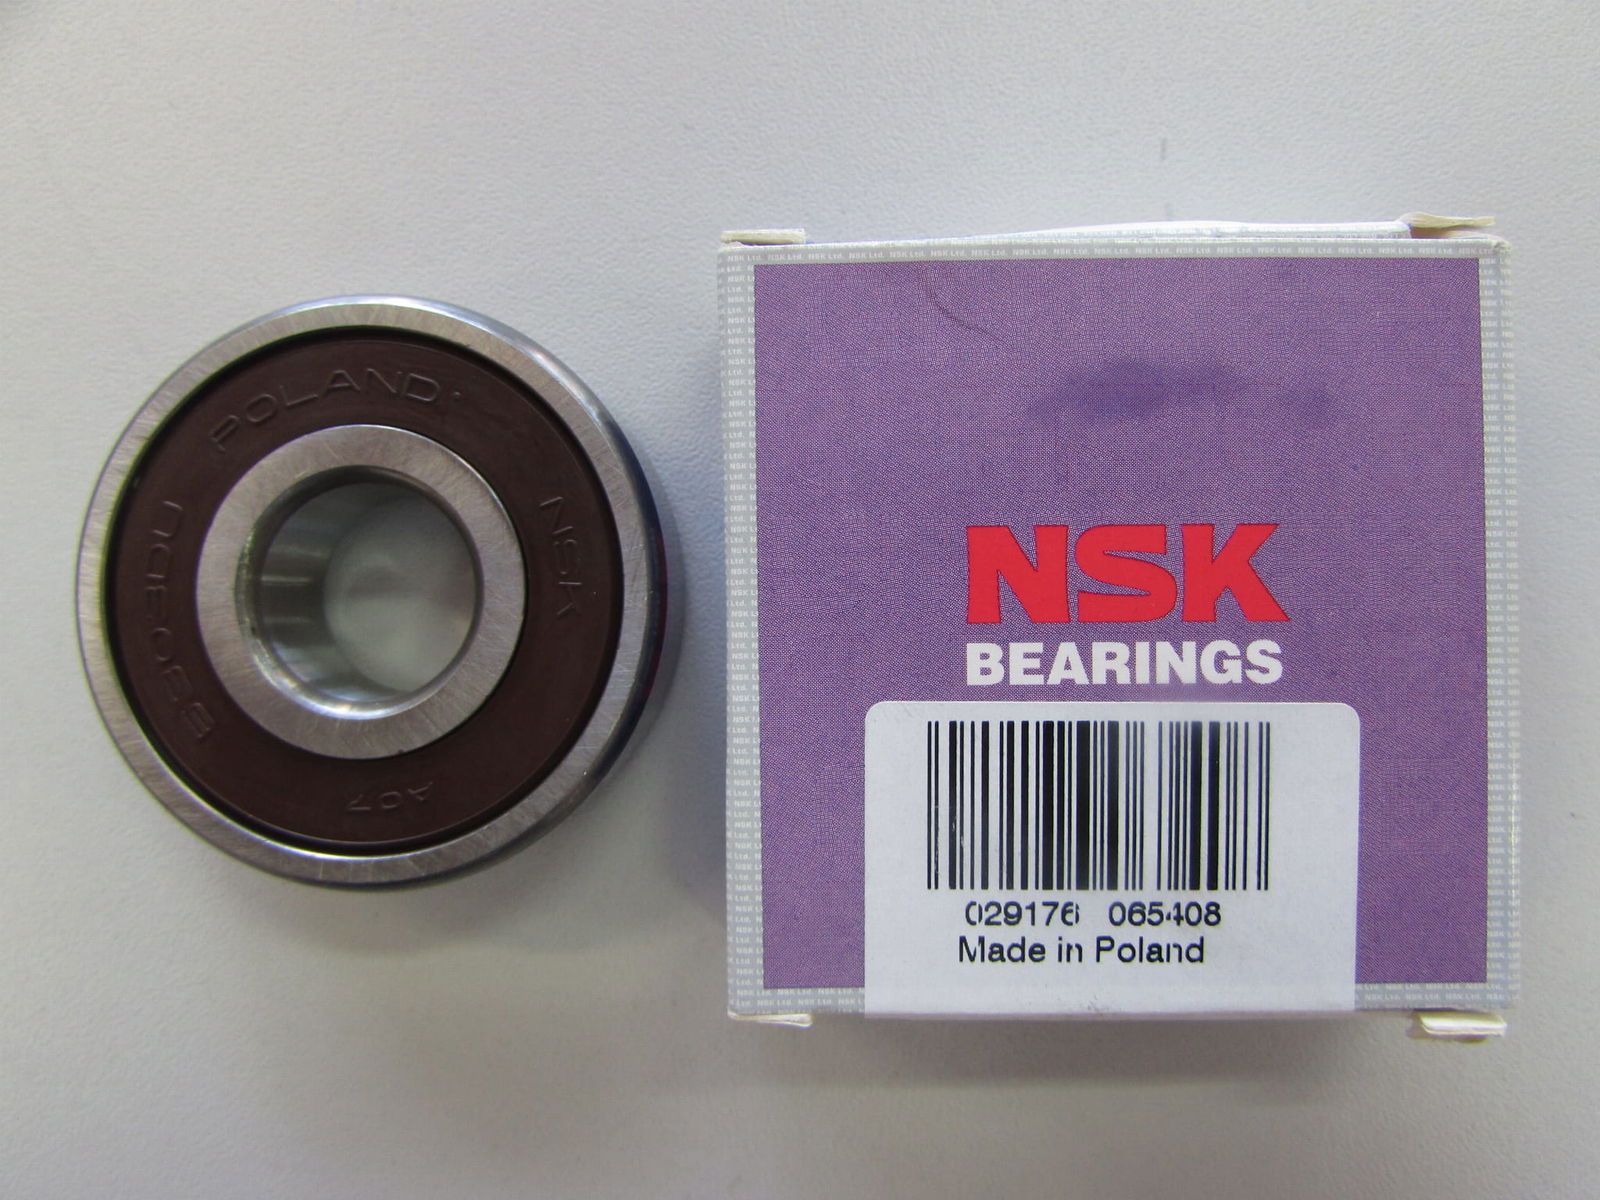 POLAND
NSK
6303DU
A07
NSK
BEARINGS
029176 065408
Made in Poland